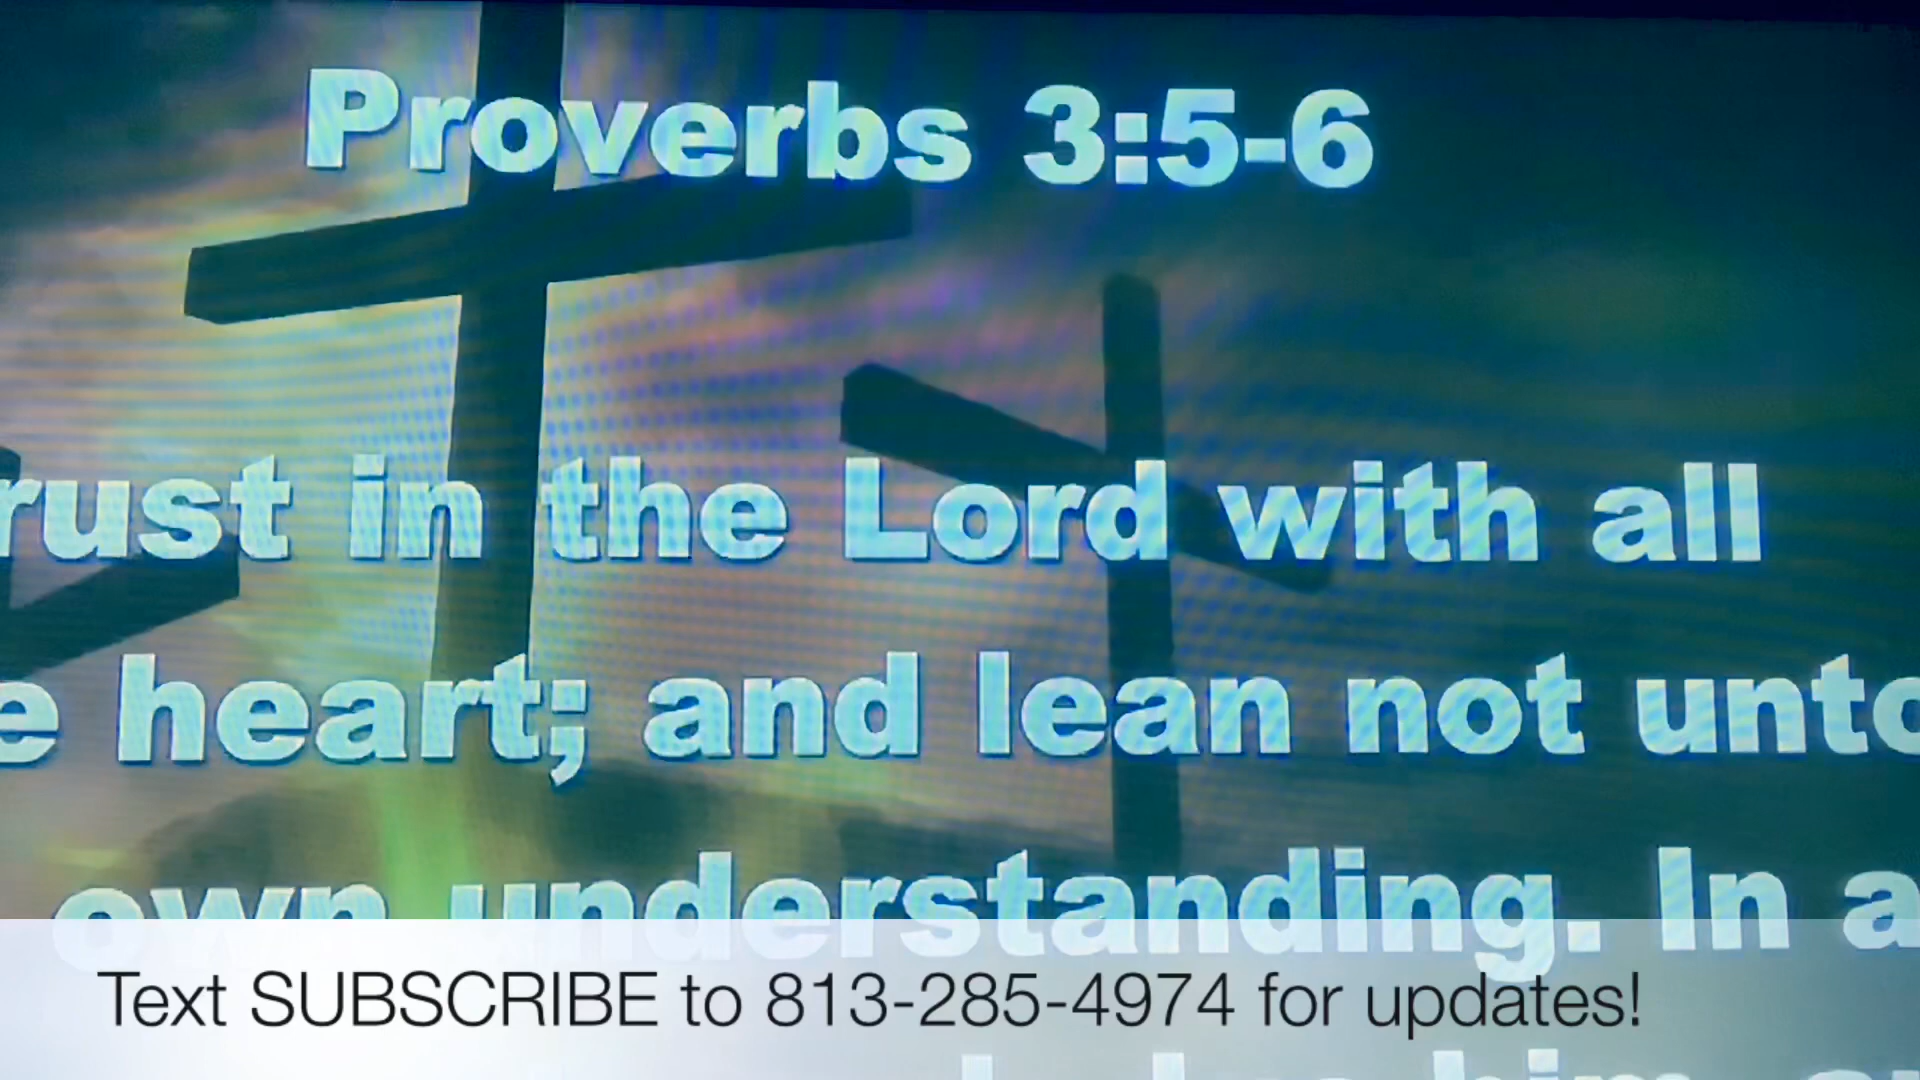 Proverbs 3:5-6
rust in the Lord with all
e heart; and lean not unto
own understanding. In a
Text SUBSCRIBE to 813-285-4974 for updates!
him